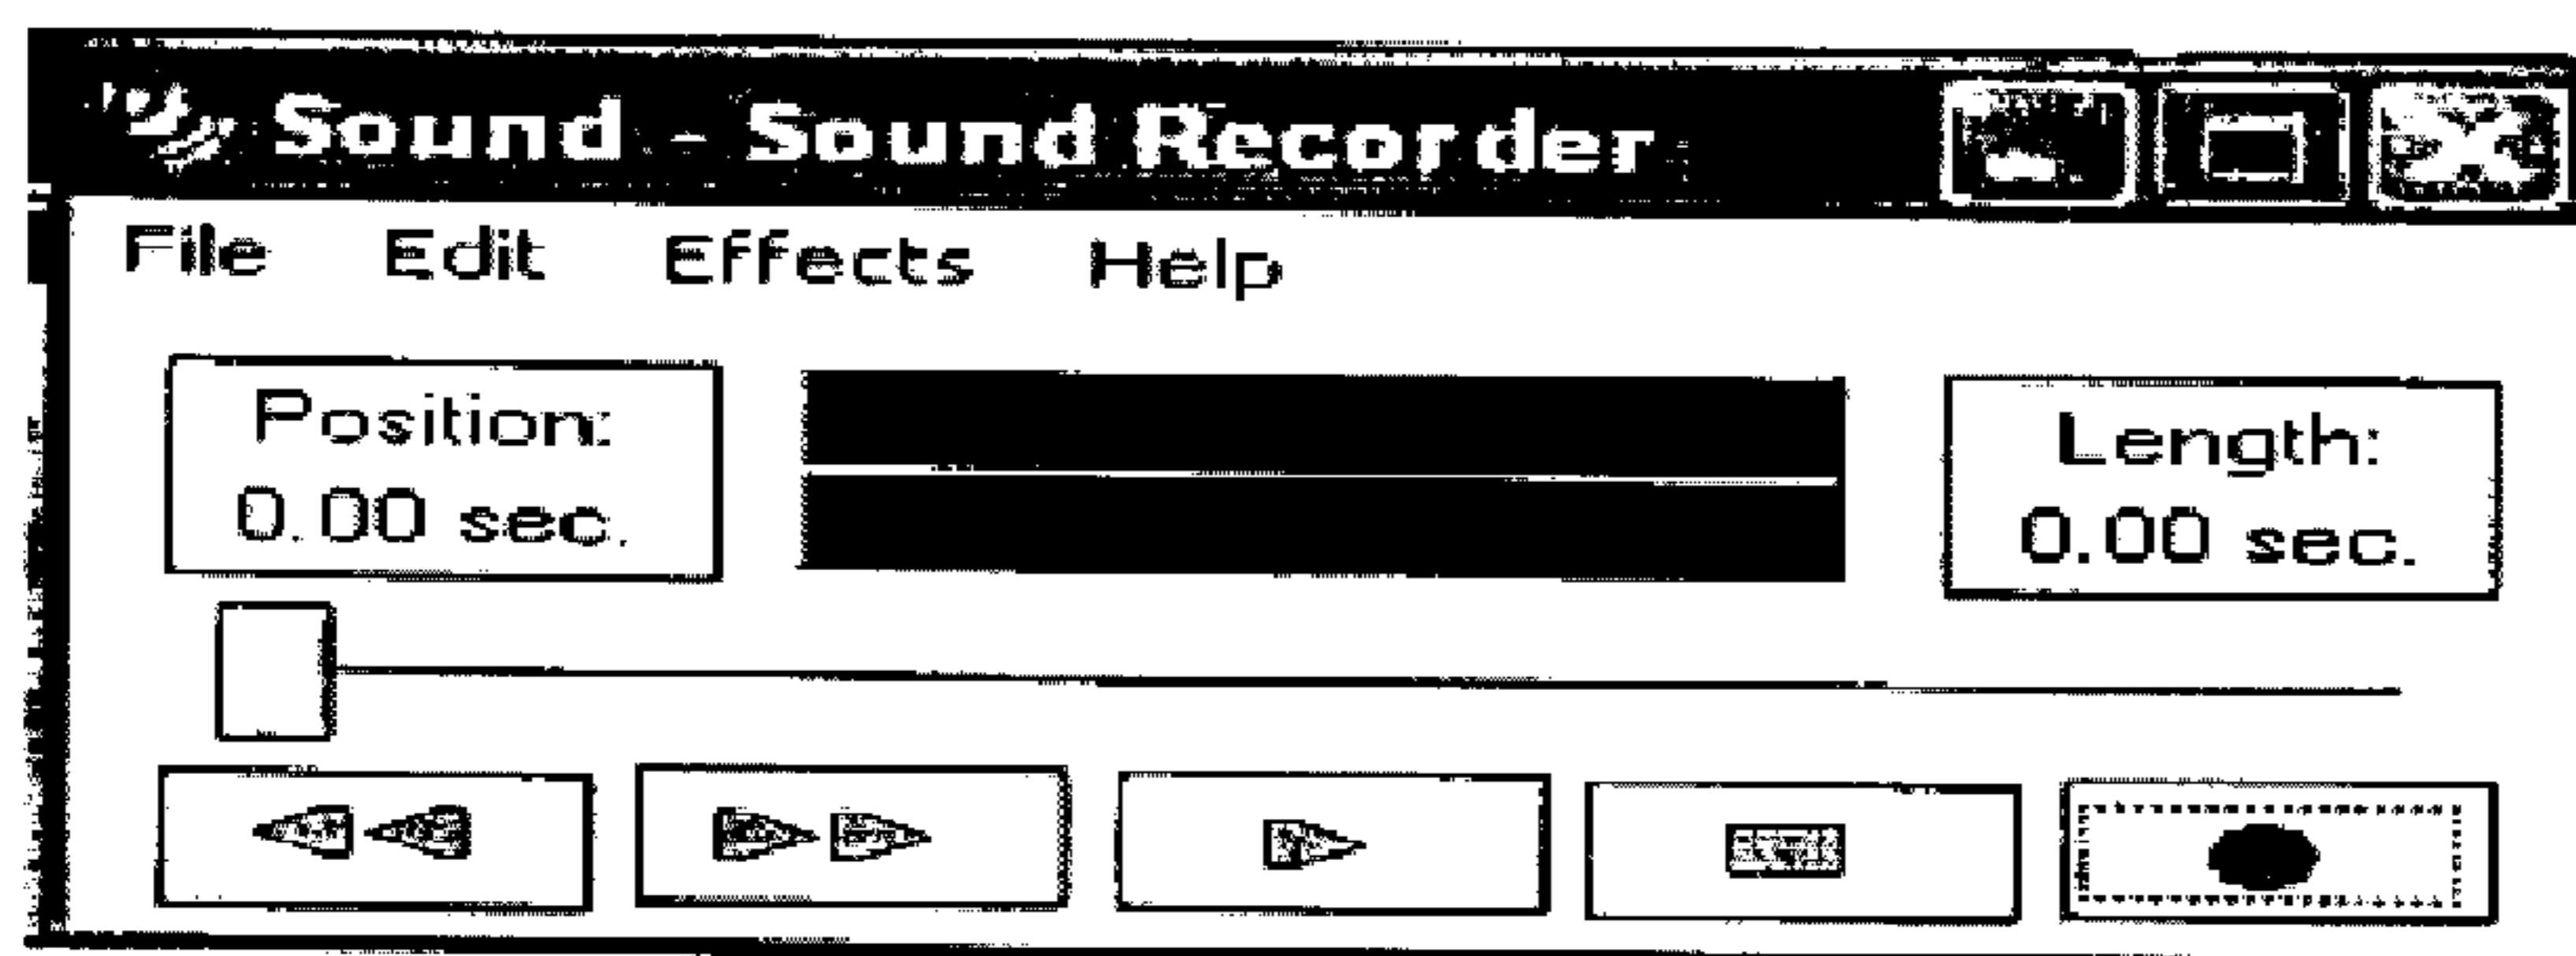 Sound - Sound Recorder
File Edit Effects Help
Position:
0.00 sec.
Length:
0.00 sec.